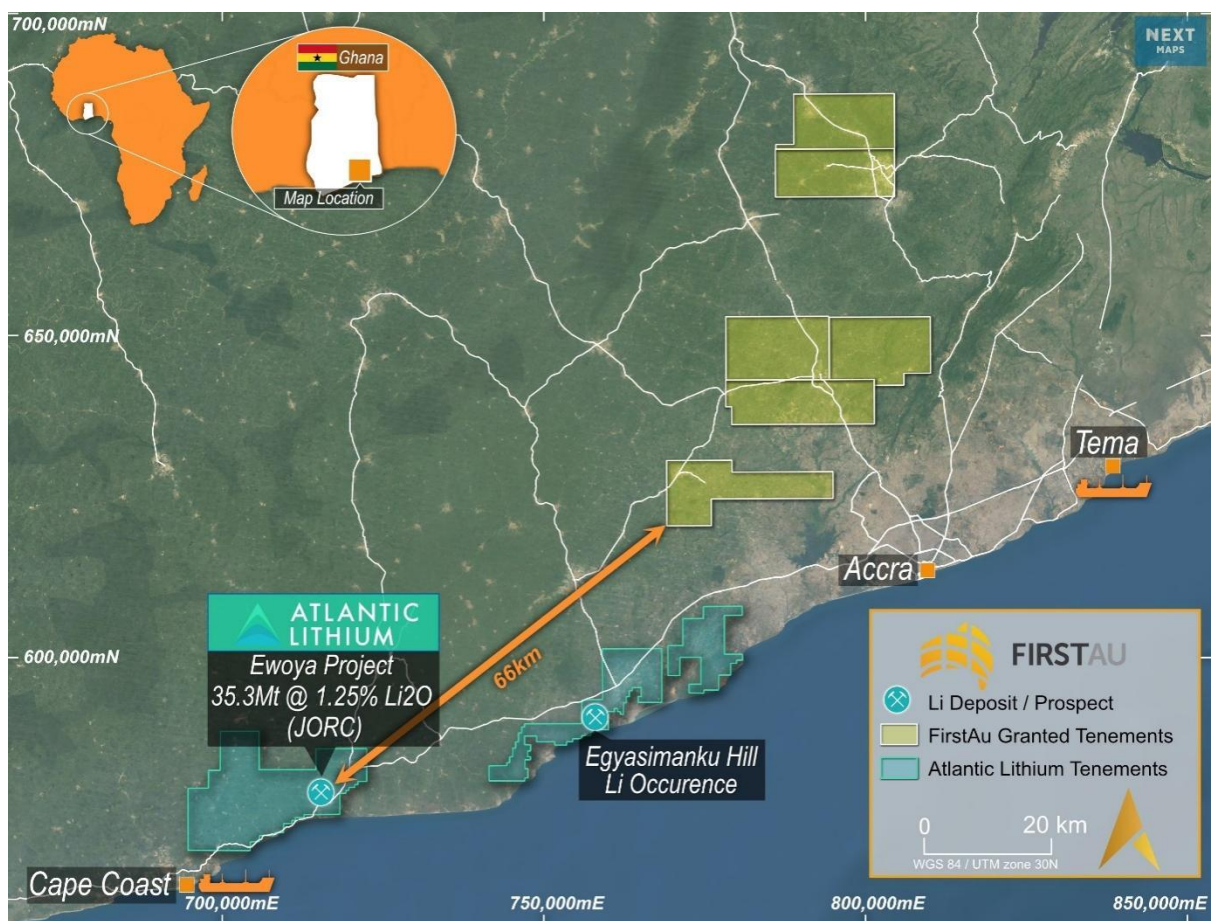 700,000mN
NEXT
MAPS
Ghana
Map Location
650,000mN
Tema
Accra
ATLANTIC
LITHIUM
Ewoya Project
35.3Mt @ 1.25% Li2O
(JORC)
66km
600,000mN
Egyasimanku Hill
Li Occurence
FIRSTAU
Li Deposit / Prospect
FirstAu Granted Tenements
Atlantic Lithium Tenements
0 20 km
WGS 84 / UTM zone 30N
Cape Coast
700,000mE
750,000mE
800,000mE
850,000mE